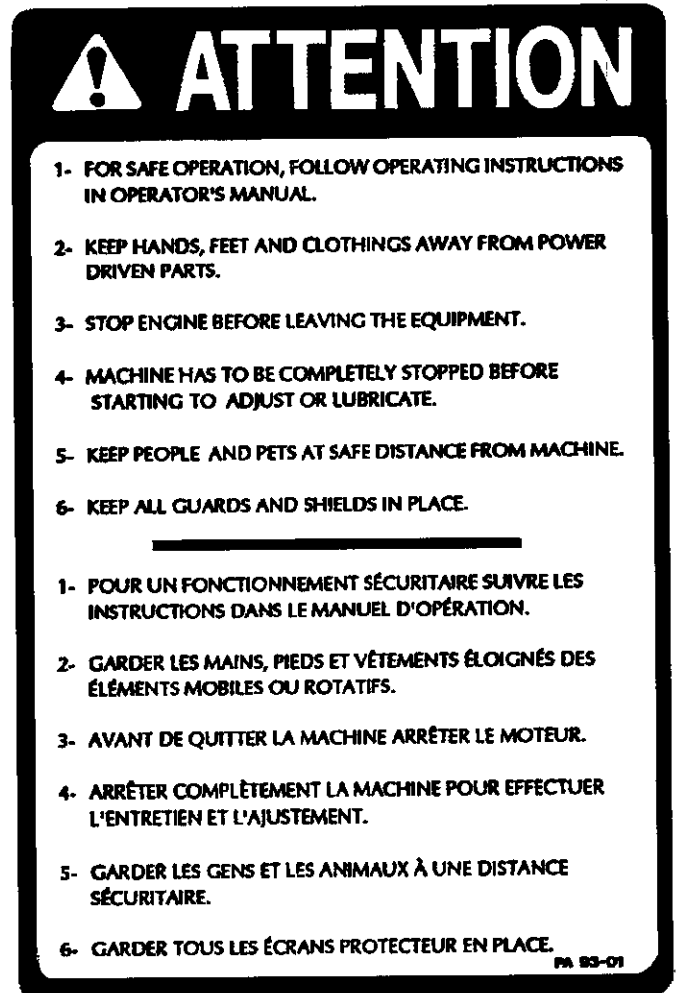 ATTENTION
1- FOR SAFE OPERATION, FOLLOW OPERATING INSTRUCTIONS
IN OPERATOR'S MANUAL.
2- KEEP HANDS, FEET AND CLOTHINGS AWAY FROM POWER
DRIVEN PARTS.
3- STOP ENGINE BEFORE LEAVING THE EQUIPMENT.
4- MACHINE HAS TO BE COMPLETELY STOPPED BEFORE
STARTING TO ADJUST OR LUBRICATE.
5- KEEP PEOPLE AND PETS AT SAFE DISTANCE FROM MACHINE.
6- KEEP ALL GUARDS AND SHIELDS IN PLACE.
1- POUR UN FONCTIONNEMENT SÉCURITAIRE SUIVRE LES
INSTRUCTIONS DANS LE MANUEL D'OPÉRATION.
2- GARDER LES MAINS, PIEDS ET VÊTEMENTS ÉLOIGNÉS DES
ÉLÉMENTS MOBILES OU ROTATIFS.
3- AVANT DE QUITTER LA MACHINE ARRÊTER LE MOTEUR.
4- ARRÊTER COMPLÈTEMENT LA MACHINE POUR EFFECTUER
L'ENTRETIEN ET L'AJUSTEMENT.
5- GARDER LES GENS ET LES ANIMAUX À UNE DISTANCE
SÉCURITAIRE.
6- GARDER TOUS LES ÉCRANS PROTECTEUR EN PLACE.
PA 93-01